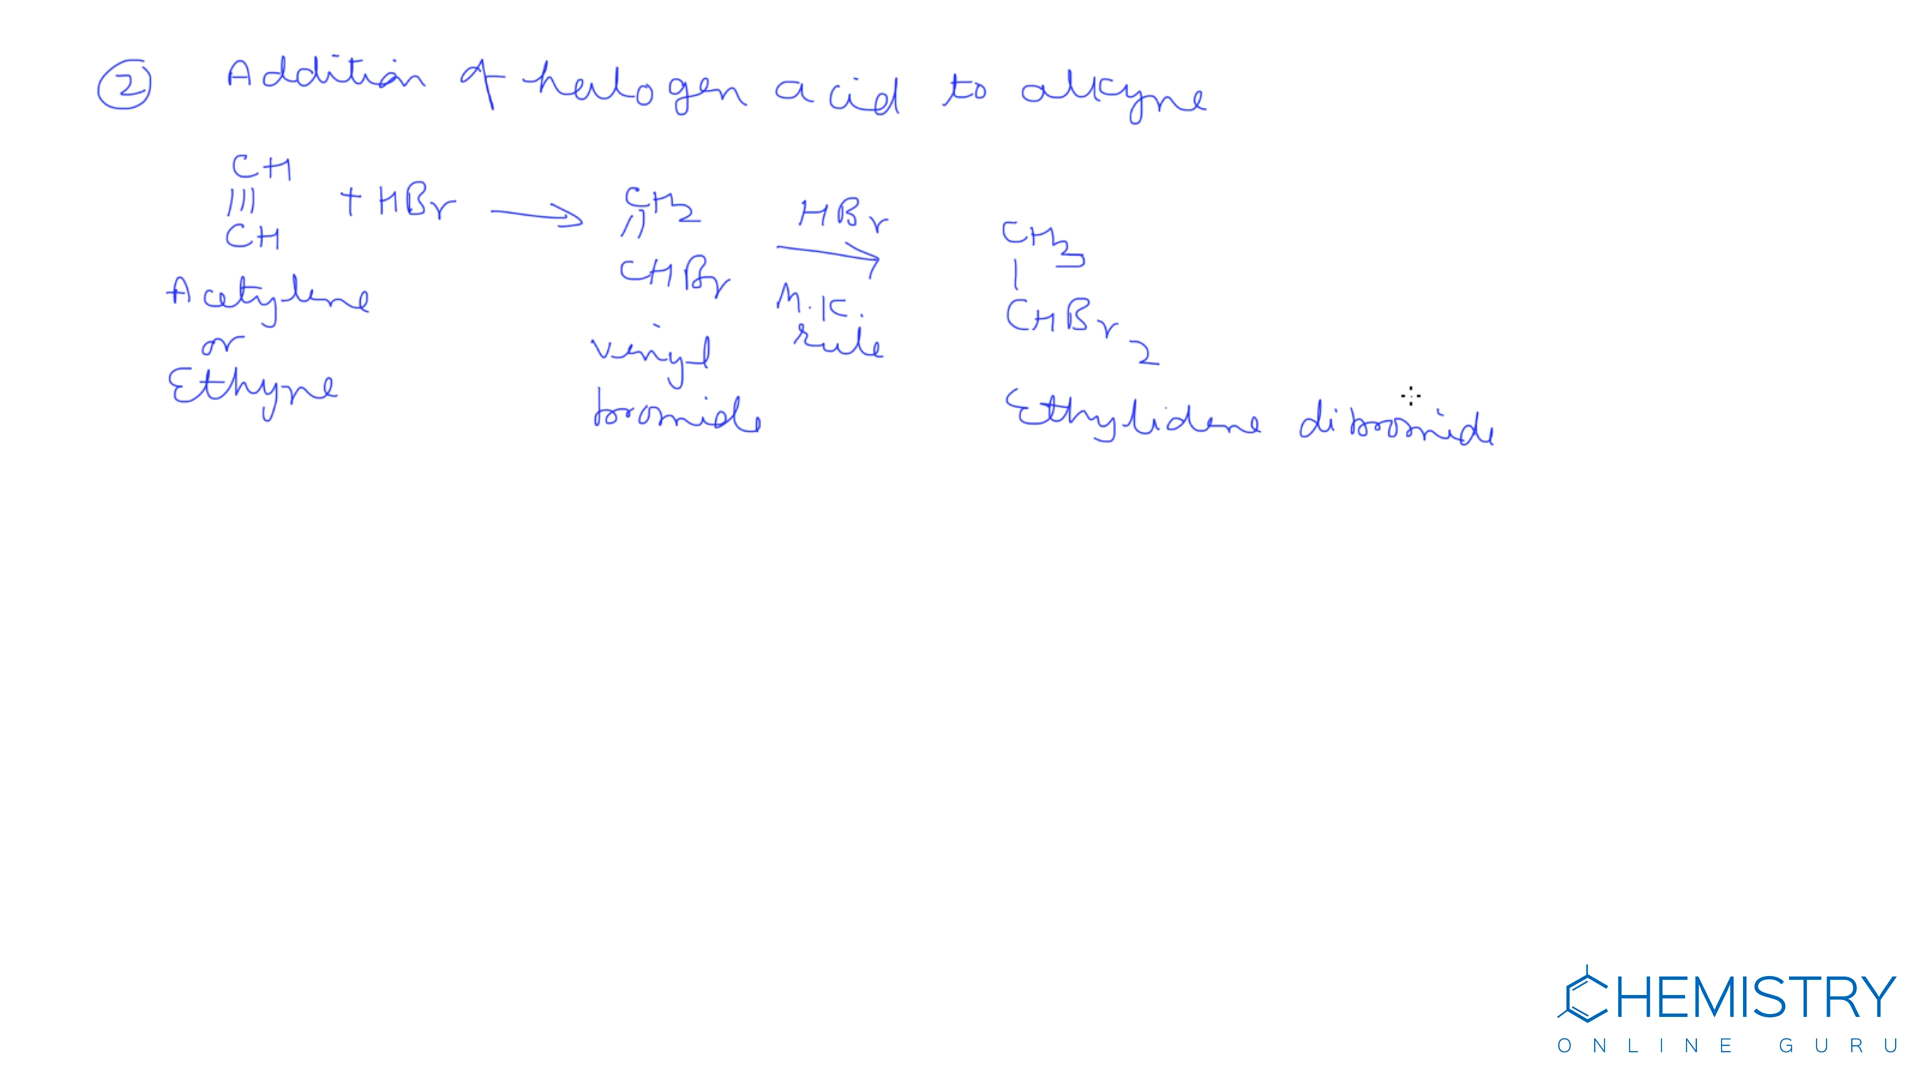 ② Addition of halogen acid to alkyne
CH
||| + HBr →
CH
Acetylene
or
Ethyne
CH2
||
CHBr
vinyl
bromide
HBr
→
M.K.
rule
CH3
|
CHBr2
Ethylidene dibromide
CHEMISTRY
ONLINE GURU